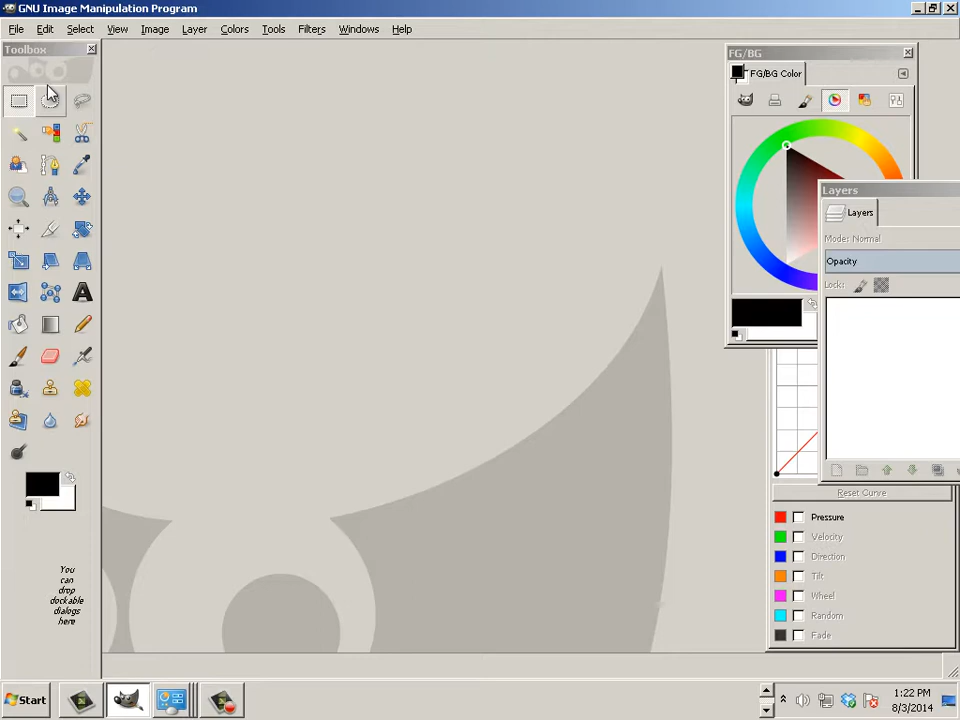 GNU Image Manipulation Program
File Edit Select View Image Layer Colors Tools Filters Windows Help
Toolbox
FG/BG
FG/BG Color
Layers
Layers
Mode: Normal
Opacity
Lock:
Reset Curve
Pressure
Velocity
Direction
Tilt
Wheel
Random
Fade
You
can
drop
dockable
dialogs
here
Start
1:22 PM
8/3/2014